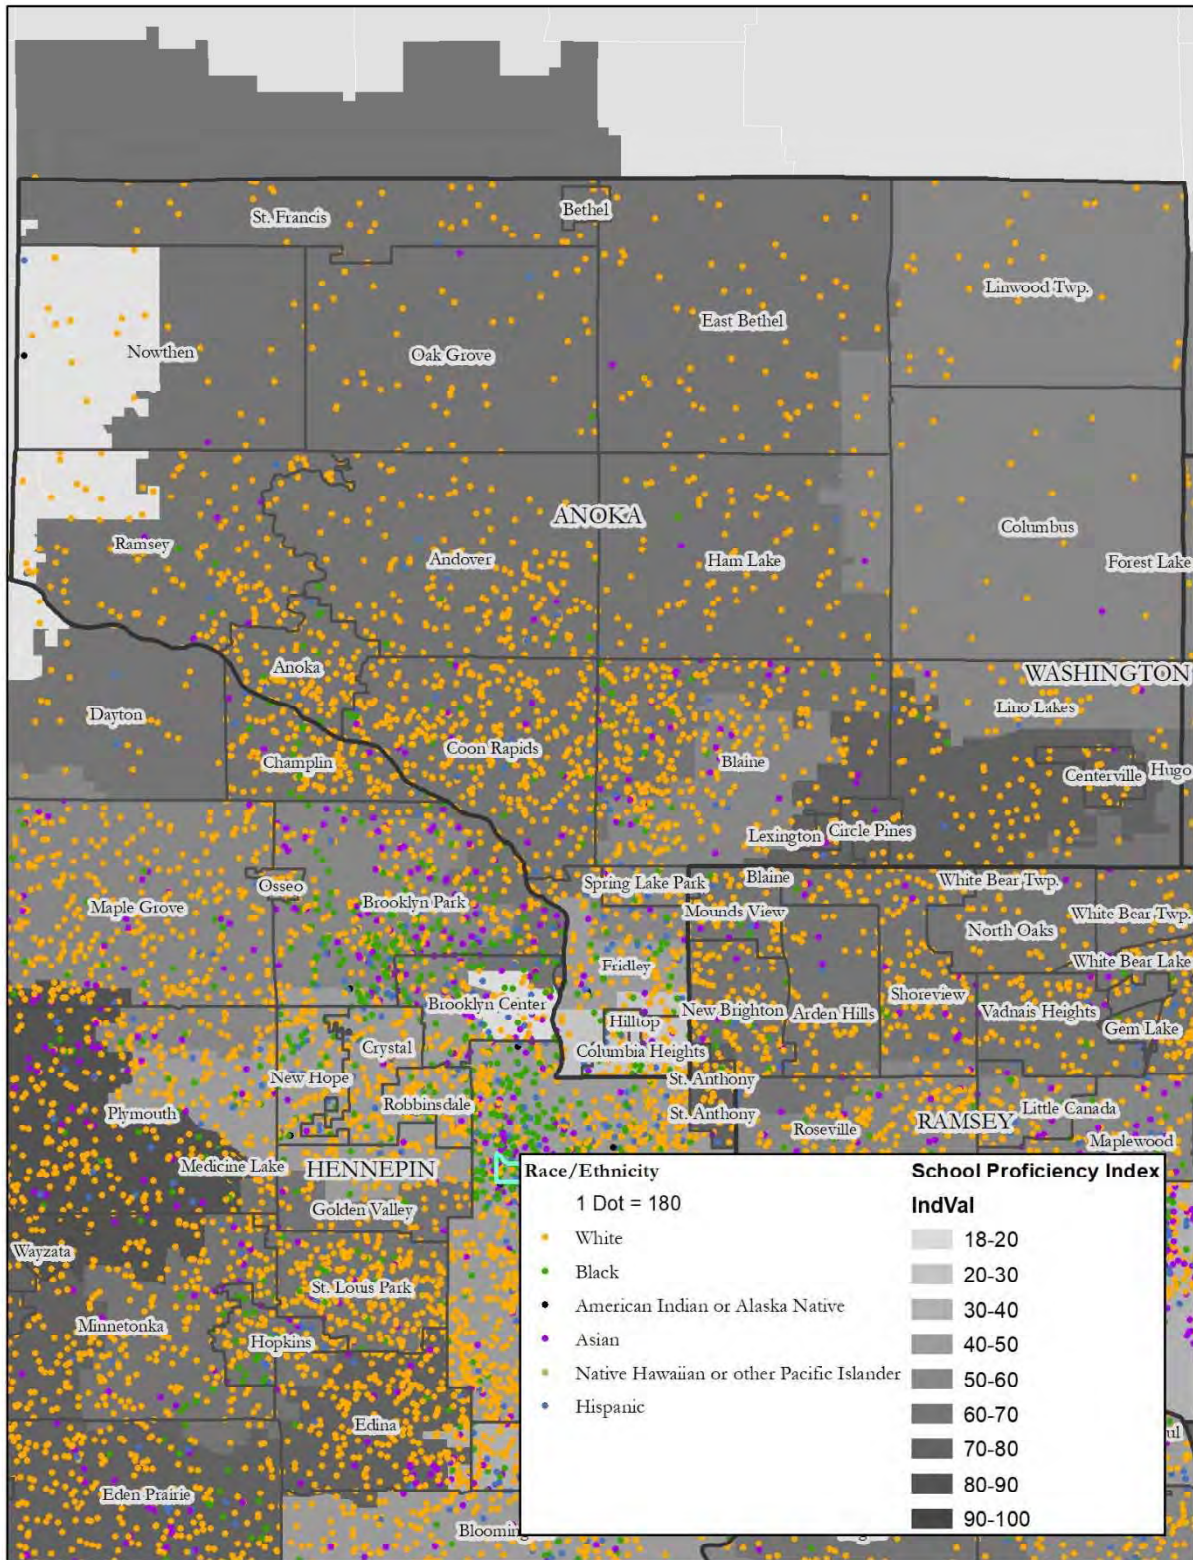 St. Francis
Bethel
Linwood Twp.
East Bethel
Nowthen
Oak Grove
ANOKA
Columbus
Ramsey
Andover
Ham Lake
Forest Lake
Anoka
WASHINGTON
Lino Lakes
Dayton
Coon Rapids
Champlin
Blaine
Centerville
Hugo
Lexington
Circle Pines
Osseo
Spring Lake Park
Blaine
White Bear Twp.
Maple Grove
Brooklyn Park
Mounds View
White Bear Twp.
North Oaks
Fridley
White Bear Lake
Brooklyn Center
Shoreview
New Brighton
Arden Hills
Vadnais Heights
Hilltop
Gem Lake
Crystal
Columbia Heights
New Hope
St. Anthony
Robbinsdale
Plymouth
St. Anthony
Little Canada
Roseville
RAMSEY
Maplewood
Medicine Lake
HENNEPIN
Golden Valley
Wayzata
St. Louis Park
Minnetonka
Hopkins
Edina
Eden Prairie
Blooming
ul
Race/Ethnicity
1 Dot = 180
White
Black
American Indian or Alaska Native
Asian
Native Hawaiian or other Pacific Islander
Hispanic
School Proficiency Index
IndVal
18-20
20-30
30-40
40-50
50-60
60-70
70-80
80-90
90-100